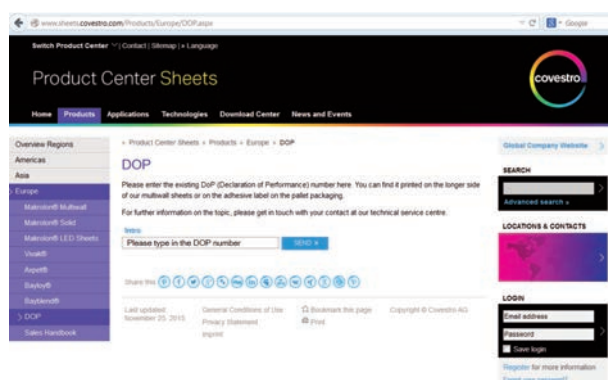 www.sheets.covestro.com/Products/Europe/DOP.aspx
Google
Switch Product Center | Contact | Sitemap | » Language
Product Center Sheets
covestro
Home Products Applications Technologies Download Center News and Events
Overview Regions
Americas
Asia
Europe
Makrolon® Multiwall
Makrolon® Solid
Makrolon® LED Sheets
Vivak®
Axpet®
Bayloy®
Bayblend®
DOP
Sales Handbook
Product Center Sheets » Products » Europe » DOP
DOP
Please enter the existing DoP (Declaration of Performance) number here. You can find it printed on the longer side
of our multiwall sheets or on the adhesive label on the pallet packaging.
For further information on the topic, please get in touch with your contact at our technical service centre.
Intro
Please type in the DOP number
SEND »
Share this
Last updated:
November 25, 2015
General Conditions of Use
Privacy Statement
Imprint
Bookmark this page
Print
Copyright © Covestro AG
Global Company Website
SEARCH
Advanced search »
LOCATIONS & CONTACTS
LOGIN
Email address
Password
Save login
Register for more information